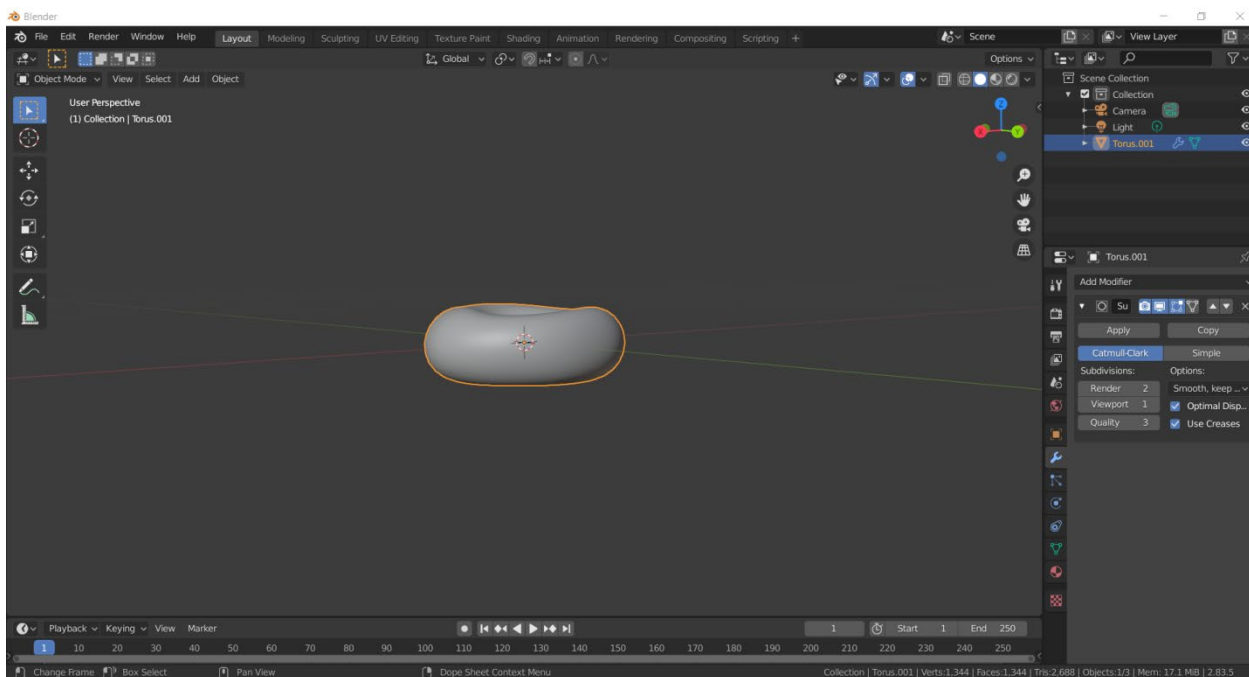 Blender
File Edit Render Window Help Layout Modeling Sculpting UV Editing Texture Paint Shading Animation Rendering Compositing Scripting + Scene View Layer
Global Options
Object Mode View Select Add Object
User Perspective
(1) Collection | Torus.001
Z
X
Y
Scene Collection
Collection
Camera
Light
Torus.001
Torus.001
Add Modifier
Su
Apply Copy
Catmull-Clark Simple
Subdivisions: Options:
Render 2 Smooth, keep ...
Viewport 1 Optimal Disp...
Quality 3 Use Creases
Playback Keying View Marker 1 Start 1 End 250
1 10 20 30 40 50 60 70 80 90 100 110 120 130 140 150 160 170 180 190 200 210 220 230 240 250
Change Frame Box Select Pan View Dope Sheet Context Menu Collection | Torus.001 | Verts:1,344 | Faces:1,344 | Tris:2,688 | Objects:1/3 | Mem: 17.1 MiB | 2.83.5